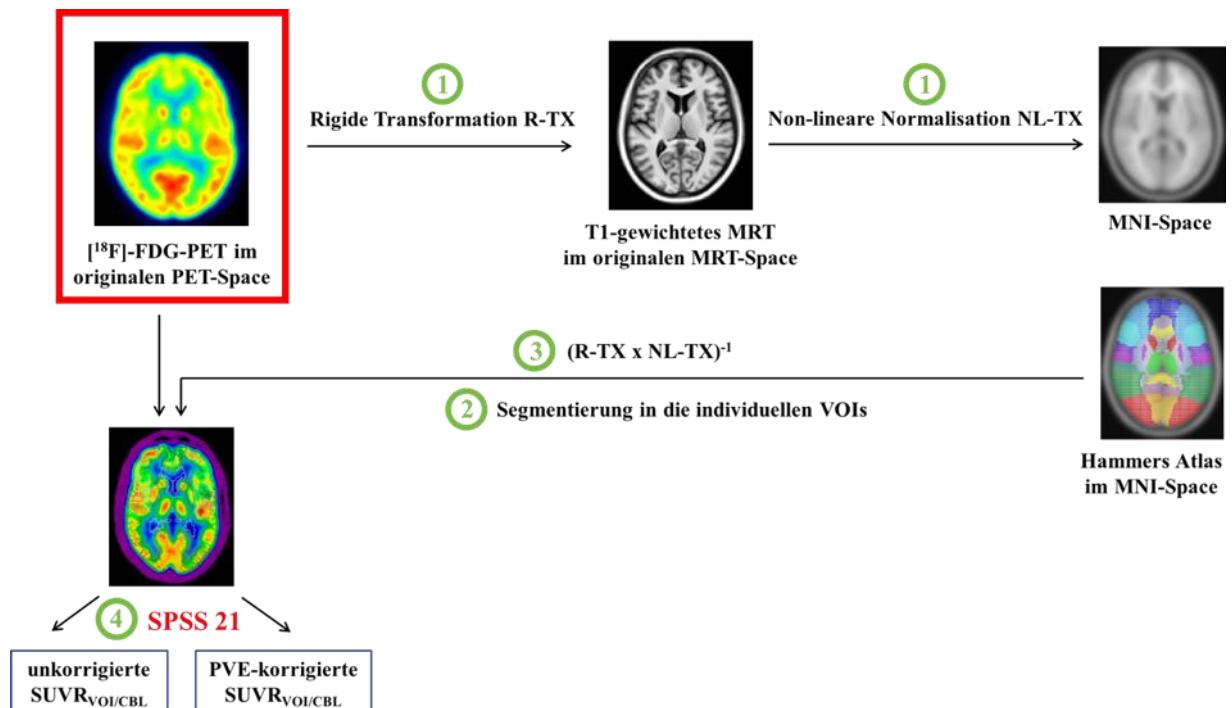 1
Rigide Transformation R-TX
1
Non-lineare Normalisation NL-TX
[¹⁸F]-FDG-PET im
originalen PET-Space
T1-gewichtetes MRT
im originalen MRT-Space
MNI-Space
3 (R-TX x NL-TX)⁻¹
2 Segmentierung in die individuellen VOIs
Hammers Atlas
im MNI-Space
4 SPSS 21
unkorrigierte
SUVR_VOI/CBL
PVE-korrigierte
SUVR_VOI/CBL